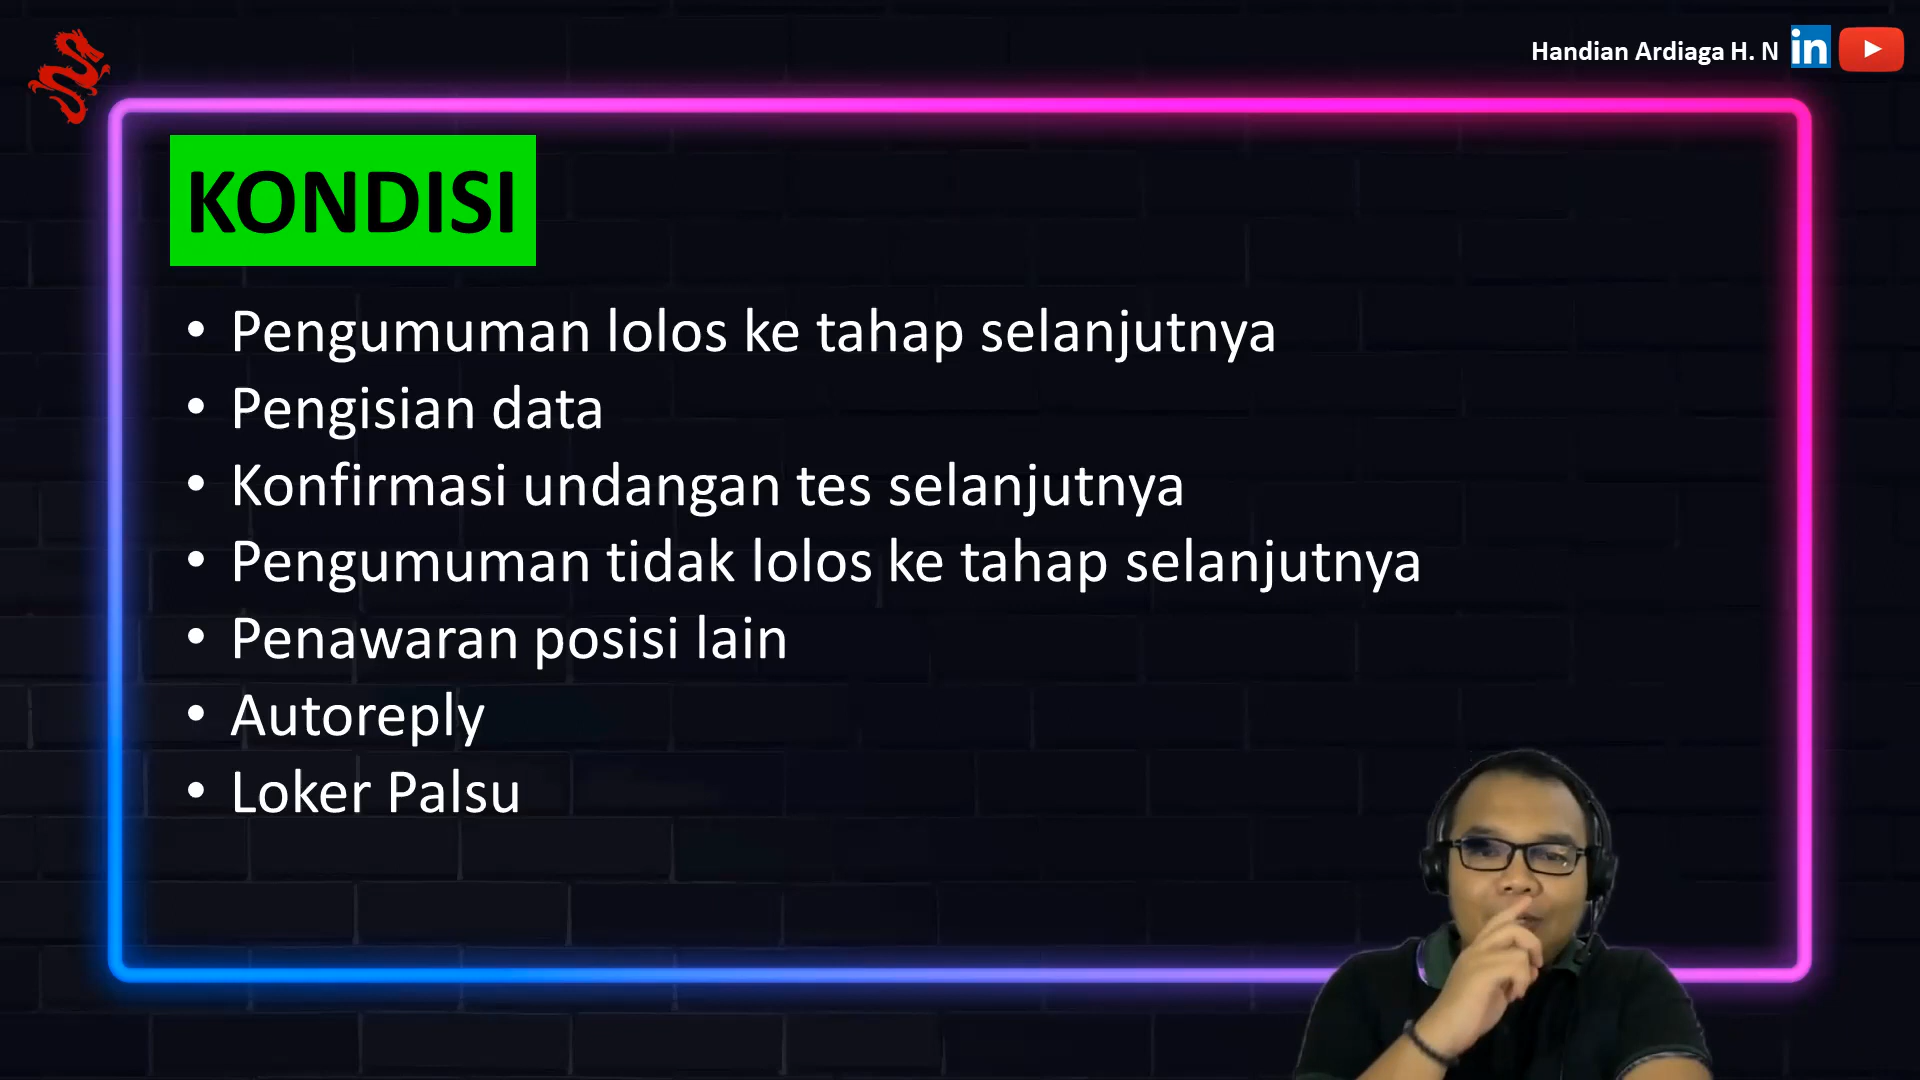 Handian Ardiaga H. N in
KONDISI
• Pengumuman lolos ke tahap selanjutnya
• Pengisian data
• Konfirmasi undangan tes selanjutnya
• Pengumuman tidak lolos ke tahap selanjutnya
• Penawaran posisi lain
• Autoreply
• Loker Palsu